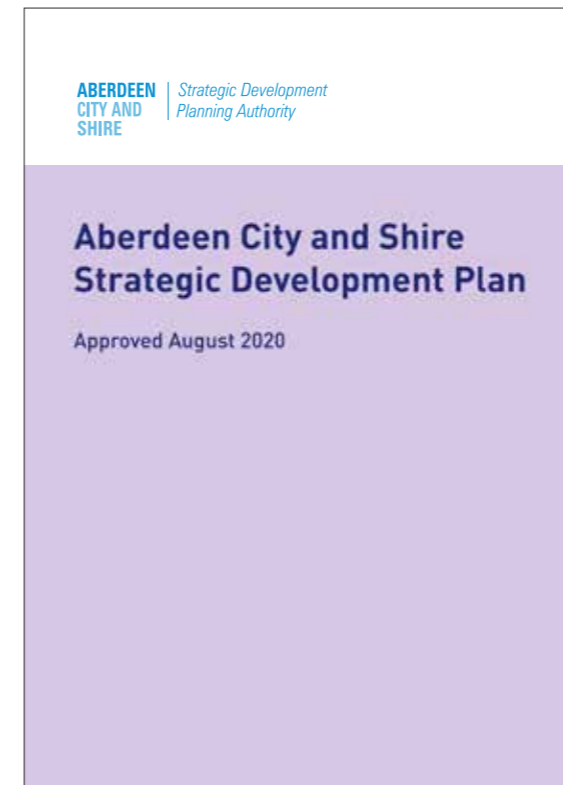 ABERDEEN
CITY AND
SHIRE
Strategic Development
Planning Authority
Aberdeen City and Shire
Strategic Development Plan
Approved August 2020